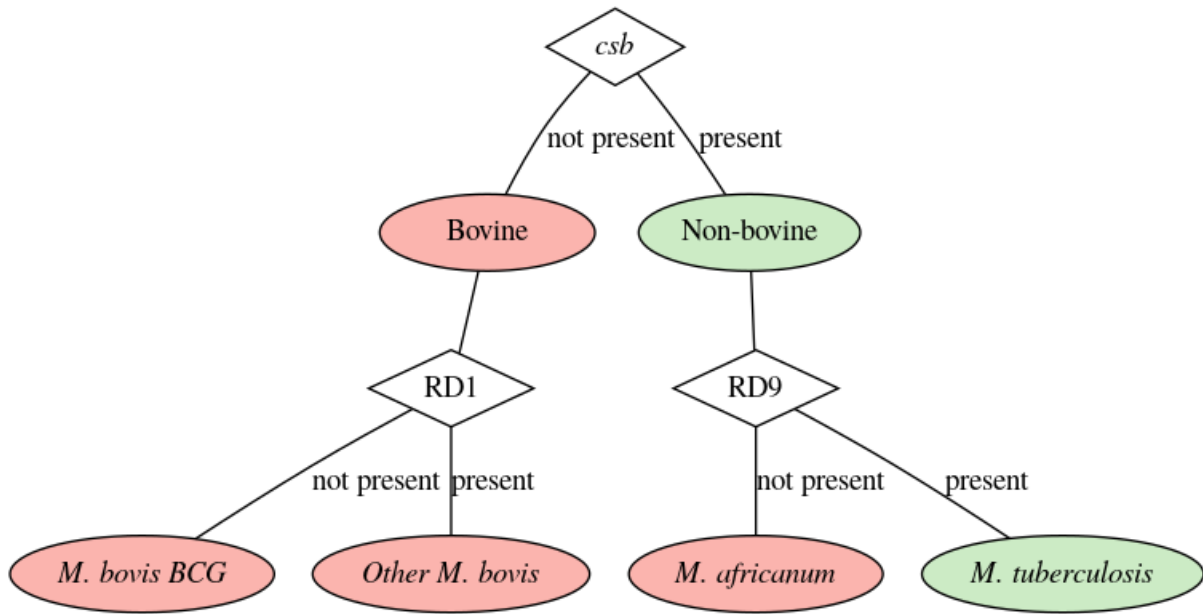 csb
not present
present
Bovine
Non-bovine
RD1
RD9
not present
present
not present
present
M. bovis BCG
Other M. bovis
M. africanum
M. tuberculosis